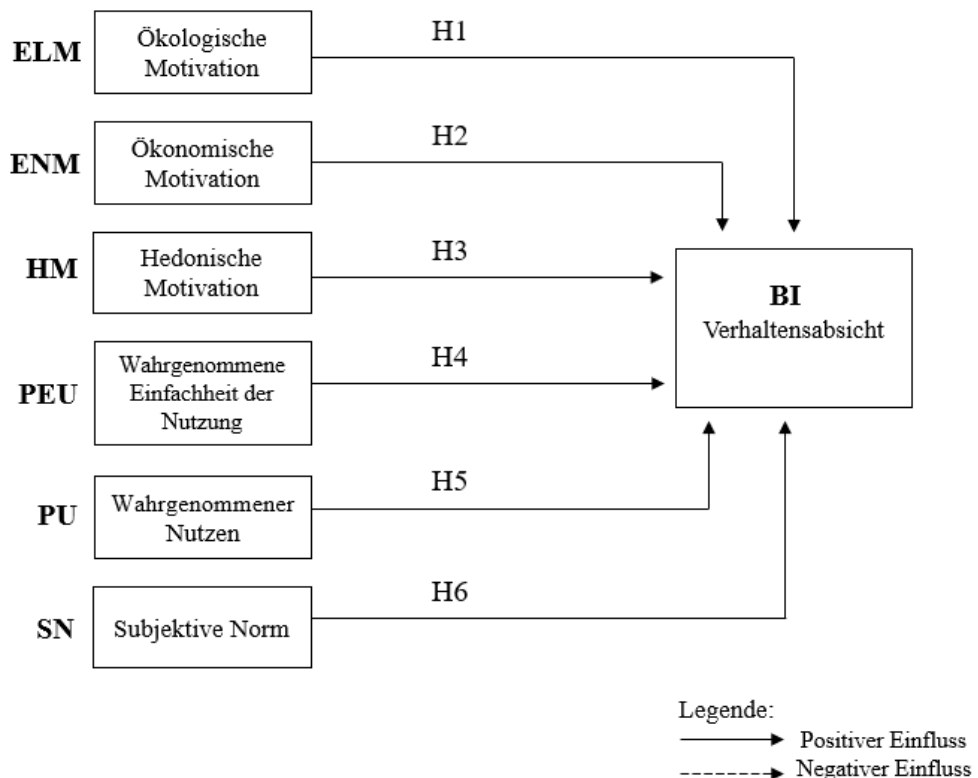 H1
ELM
Ökologische
Motivation
H2
ENM
Ökonomische
Motivation
H3
HM
Hedonische
Motivation
BI
Verhaltensabsicht
H4
PEU
Wahrgenommene
Einfachheit der
Nutzung
H5
PU
Wahrgenommener
Nutzen
H6
SN
Subjektive Norm
Legende:
Positiver Einfluss
Negativer Einfluss